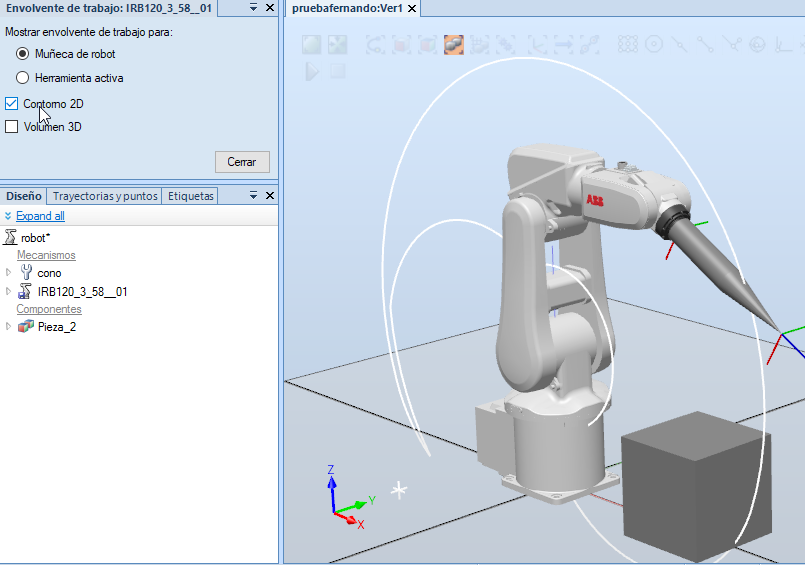 Envolvente de trabajo: IRB120_3_58__01
Mostrar envolvente de trabajo para:
Muñeca de robot
Herramienta activa
Contorno 2D
Volumen 3D
Cerrar
Diseño Trayectorias y puntos Etiquetas
Expand all
robot*
Mecanismos
cono
IRB120_3_58__01
Componentes
Pieza_2
pruebafernando:Ver1
ABB
Z
Y
X